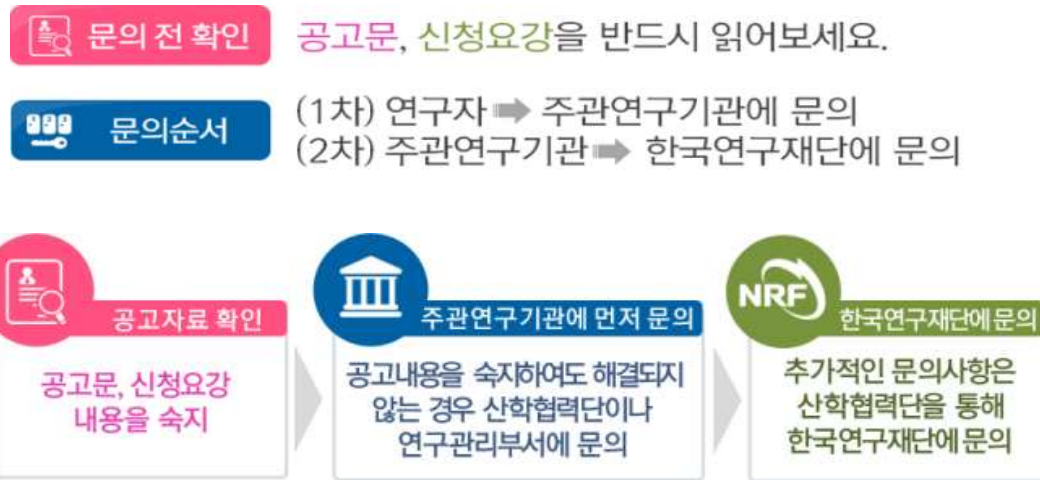 문의 전 확인 공고문, 신청요강을 반드시 읽어보세요.
문의순서 (1차) 연구자 ➡ 주관연구기관에 문의
(2차) 주관연구기관 ➡ 한국연구재단에 문의
공고자료 확인
공고문, 신청요강
내용을 숙지
주관연구기관에 먼저 문의
공고내용을 숙지하여도 해결되지
않는 경우 산학협력단이나
연구관리부서에 문의
NRF
한국연구재단에 문의
추가적인 문의사항은
산학협력단을 통해
한국연구재단에 문의